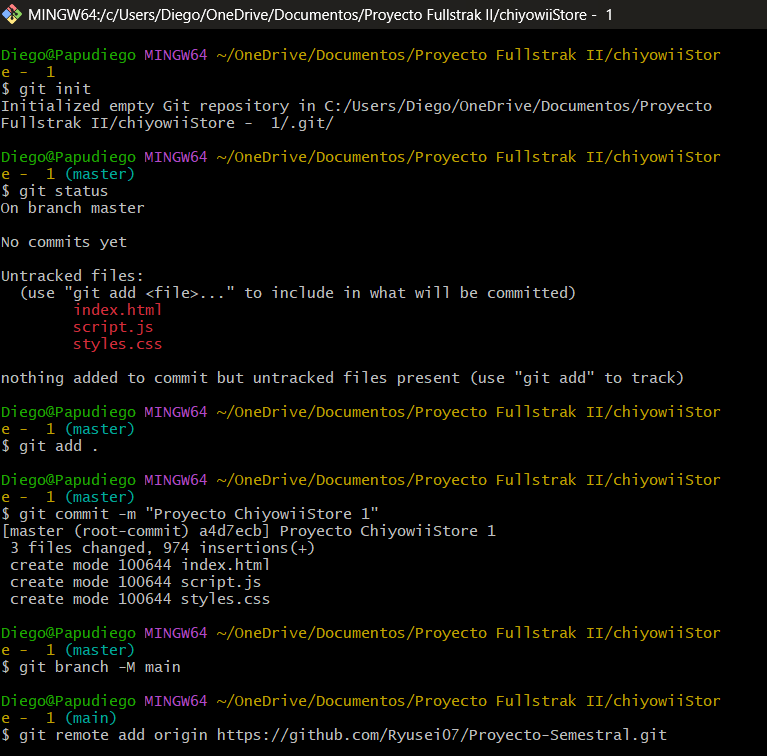 MINGW64:/c/Users/Diego/OneDrive/Documentos/Proyecto Fullstrak II/chiyowiiStore -  1
Diego@Papudiego MINGW64 ~/OneDrive/Documentos/Proyecto Fullstrak II/chiyowiiStor
e -  1
$ git init
Initialized empty Git repository in C:/Users/Diego/OneDrive/Documentos/Proyecto
Fullstrak II/chiyowiiStore -  1/.git/
Diego@Papudiego MINGW64 ~/OneDrive/Documentos/Proyecto Fullstrak II/chiyowiiStor
e -  1 (master)
$ git status
On branch master
No commits yet
Untracked files:
  (use "git add <file>..." to include in what will be committed)
        index.html
        script.js
        styles.css
nothing added to commit but untracked files present (use "git add" to track)
Diego@Papudiego MINGW64 ~/OneDrive/Documentos/Proyecto Fullstrak II/chiyowiiStor
e -  1 (master)
$ git add .
Diego@Papudiego MINGW64 ~/OneDrive/Documentos/Proyecto Fullstrak II/chiyowiiStor
e -  1 (master)
$ git commit -m "Proyecto ChiyowiiStore 1"
[master (root-commit) a4d7ecb] Proyecto ChiyowiiStore 1
 3 files changed, 974 insertions(+)
 create mode 100644 index.html
 create mode 100644 script.js
 create mode 100644 styles.css
Diego@Papudiego MINGW64 ~/OneDrive/Documentos/Proyecto Fullstrak II/chiyowiiStor
e -  1 (master)
$ git branch -M main
Diego@Papudiego MINGW64 ~/OneDrive/Documentos/Proyecto Fullstrak II/chiyowiiStor
e -  1 (main)
$ git remote add origin https://github.com/Ryusei07/Proyecto-Semestral.git